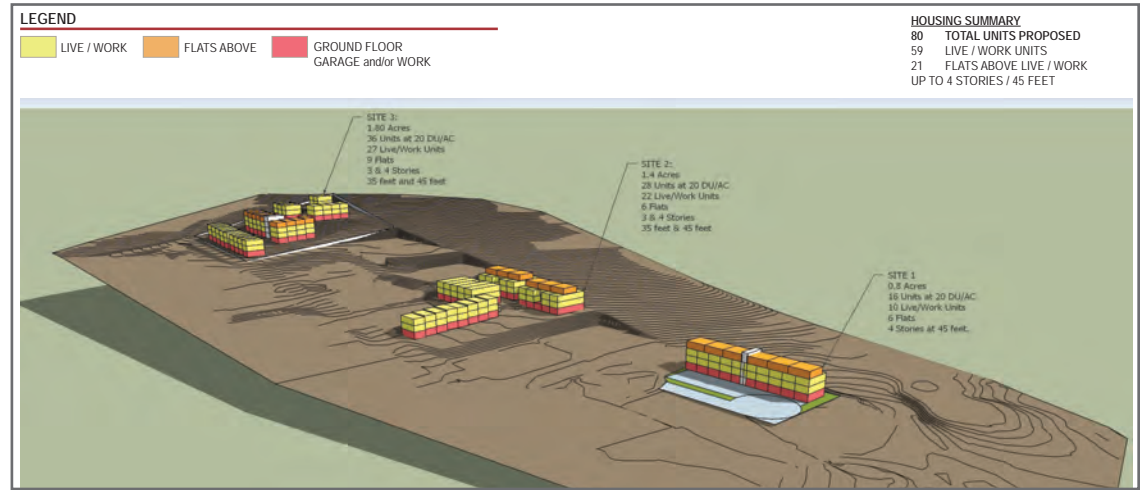 LEGEND
LIVE / WORK
FLATS ABOVE
GROUND FLOOR
GARAGE and/or WORK
HOUSING SUMMARY
80 TOTAL UNITS PROPOSED
59 LIVE / WORK UNITS
21 FLATS ABOVE LIVE / WORK
UP TO 4 STORIES / 45 FEET
SITE 3:
1.80 Acres
36 Units at 20 DU/AC
27 Live/Work Units
9 Flats
3 & 4 Stories
35 feet and 45 feet
SITE 2:
1.4 Acres
28 Units at 20 DU/AC
22 Live/Work Units
6 Flats
3 & 4 Stories
35 feet & 45 feet
SITE 1
0.8 Acres
16 Units at 20 DU/AC
10 Live/Work Units
6 Flats
4 Stories at 45 feet.